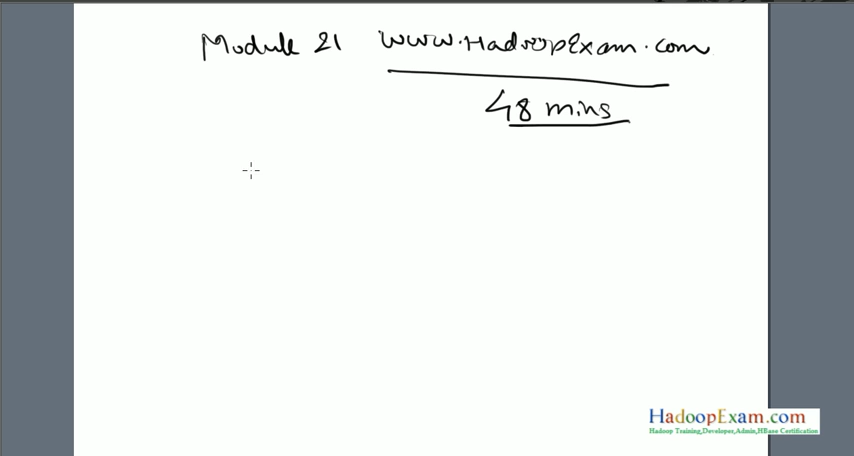 Module 21 www.HadoopExam.com
48 mins
HadoopExam.com
Hadoop Training,Developer,Admin,HBase Certification